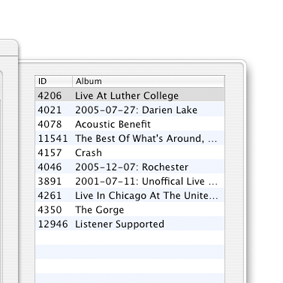 ID Album
4206 Live At Luther College
4021 2005-07-27: Darien Lake
4078 Acoustic Benefit
11541 The Best Of What's Around, ...
4157 Crash
4046 2005-12-07: Rochester
3891 2001-07-11: Unoffical Live ...
4261 Live In Chicago At The Unite...
4350 The Gorge
12946 Listener Supported